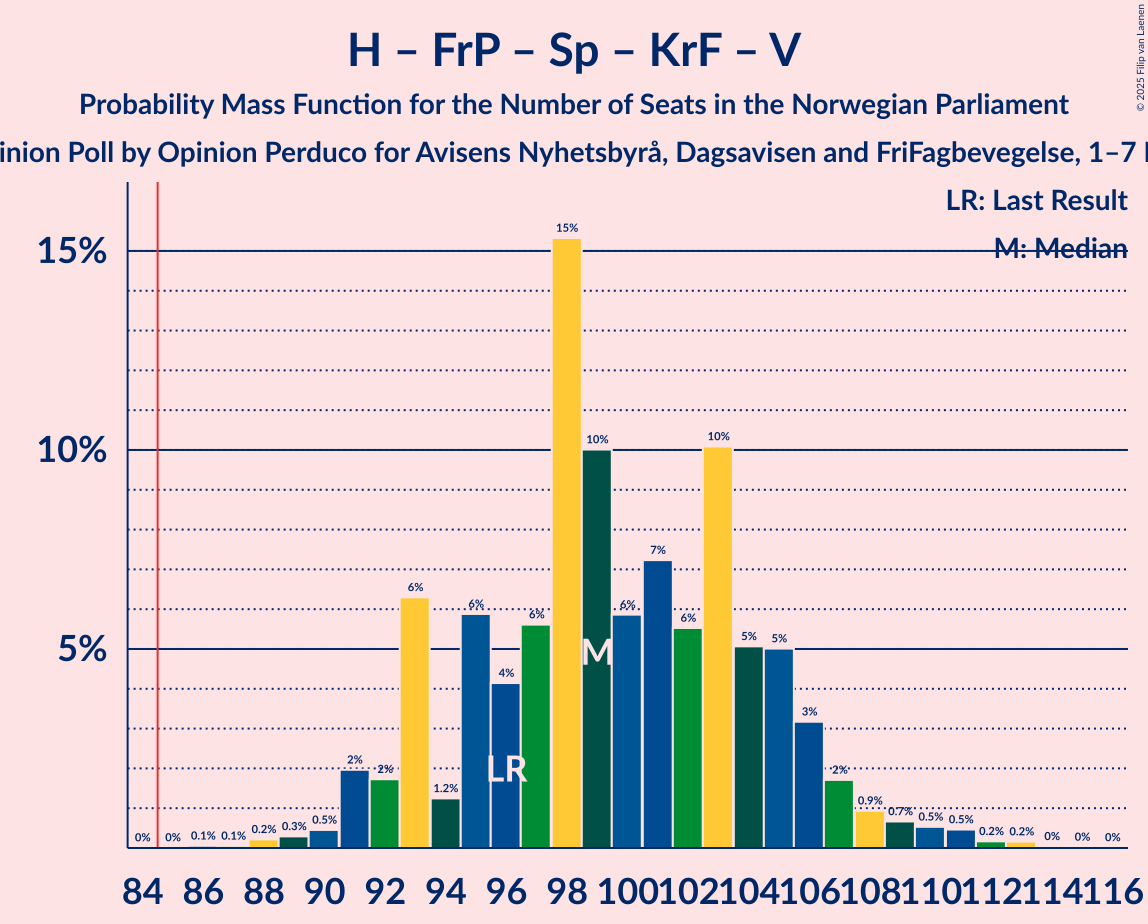 H – FrP – Sp – KrF – V
Probability Mass Function for the Number of Seats in the Norwegian Parliament
inion Poll by Opinion Perduco for Avisens Nyhetsbyrå, Dagsavisen and FriFagbevegelse, 1–7
© 2025 Filip van Laenen
LR: Last Result
M: Median
15%
10%
5%
0% 0% 0.1% 0.1% 0.2% 0.3% 0.5% 2% 2% 6% 1.2% 6% 4% 6% 15% 10% 6% 7% 6% 10% 5% 5% 3% 2% 0.9% 0.7% 0.5% 0.5% 0.2% 0.2% 0% 0% 0%
M
LR
84 86 88 90 92 94 96 98 100 102 104 106 108 110 112 114 116